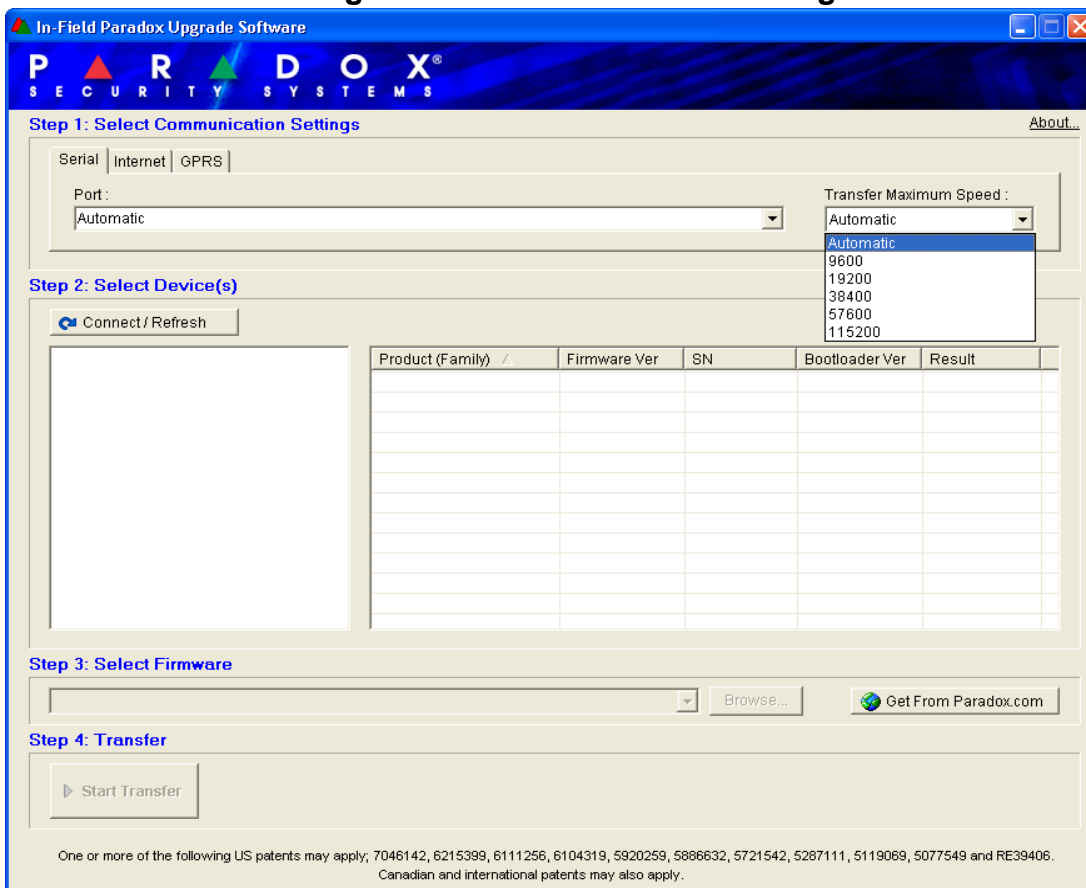 In-Field Paradox Upgrade Software
PARADOX®
SECURITY SYSTEMS
Step 1: Select Communication Settings
About...
Serial Internet GPRS
Port :
Transfer Maximum Speed :
Automatic
Automatic
Automatic
9600
19200
38400
57600
115200
Step 2: Select Device(s)
Connect / Refresh
Product (Family) Firmware Ver SN Bootloader Ver Result
Step 3: Select Firmware
Browse...
Get From Paradox.com
Step 4: Transfer
Start Transfer
One or more of the following US patents may apply; 7046142, 6215399, 6111256, 6104319, 5920259, 5886632, 5721542, 5287111, 5119069, 5077549 and RE39406.
Canadian and international patents may also apply.